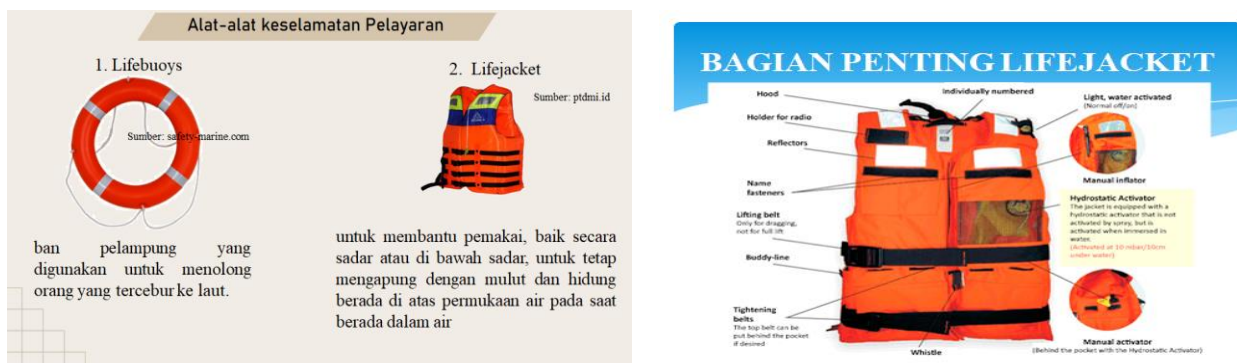 Alat-alat keselamatan Pelayaran
1. Lifebuoys
Sumber: safety-marine.com
ban pelampung yang
digunakan untuk menolong
orang yang tercebur ke laut.
2. Lifejacket
Sumber: ptdmi.id
untuk membantu pemakai, baik secara
sadar atau di bawah sadar, untuk tetap
mengapung dengan mulut dan hidung
berada di atas permukaan air pada saat
berada dalam air
BAGIAN PENTING LIFEJACKET
Hood
Individually numbered
Light, water activated
(Normal off/on)
Holder for radio
Reflectors
Manual inflator
Name
fasteners
Hydrostatic Activator
The jacket is equipped with a
hydrostatic activator that is not
activated by spray, but is
activated when immersed in
water.
(Activated at 10 mbar/10cm
under water)
Lifting belt
Only for dragging,
not for full lift
Buddy-line
Tightening
belts
The top belt can be
put behind the pocket
if desired
Whistle
Manual activator
(Behind the pocket with the Hydrostatic Activator)